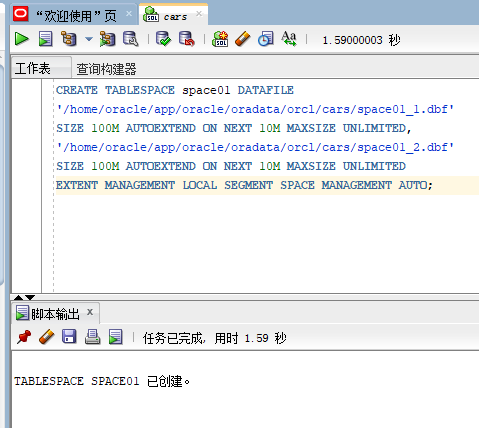 “欢迎使用”页 cars
1.59000003 秒
工作表 查询构建器
CREATE TABLESPACE space01 DATAFILE
'/home/oracle/app/oracle/oradata/orcl/cars/space01_1.dbf'
SIZE 100M AUTOEXTEND ON NEXT 10M MAXSIZE UNLIMITED,
'/home/oracle/app/oracle/oradata/orcl/cars/space01_2.dbf'
SIZE 100M AUTOEXTEND ON NEXT 10M MAXSIZE UNLIMITED
EXTENT MANAGEMENT LOCAL SEGMENT SPACE MANAGEMENT AUTO;
脚本输出 x
任务已完成, 用时 1.59 秒
TABLESPACE SPACE01 已创建。